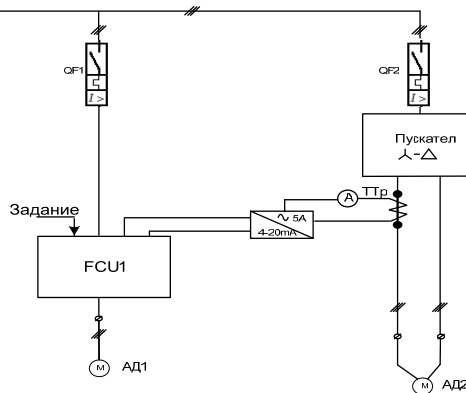 QF1
I >
QF2
I >
Пускател
ТТр
A
5A
4-20mA
Задание
FCU1
м
АД1
м
АД2